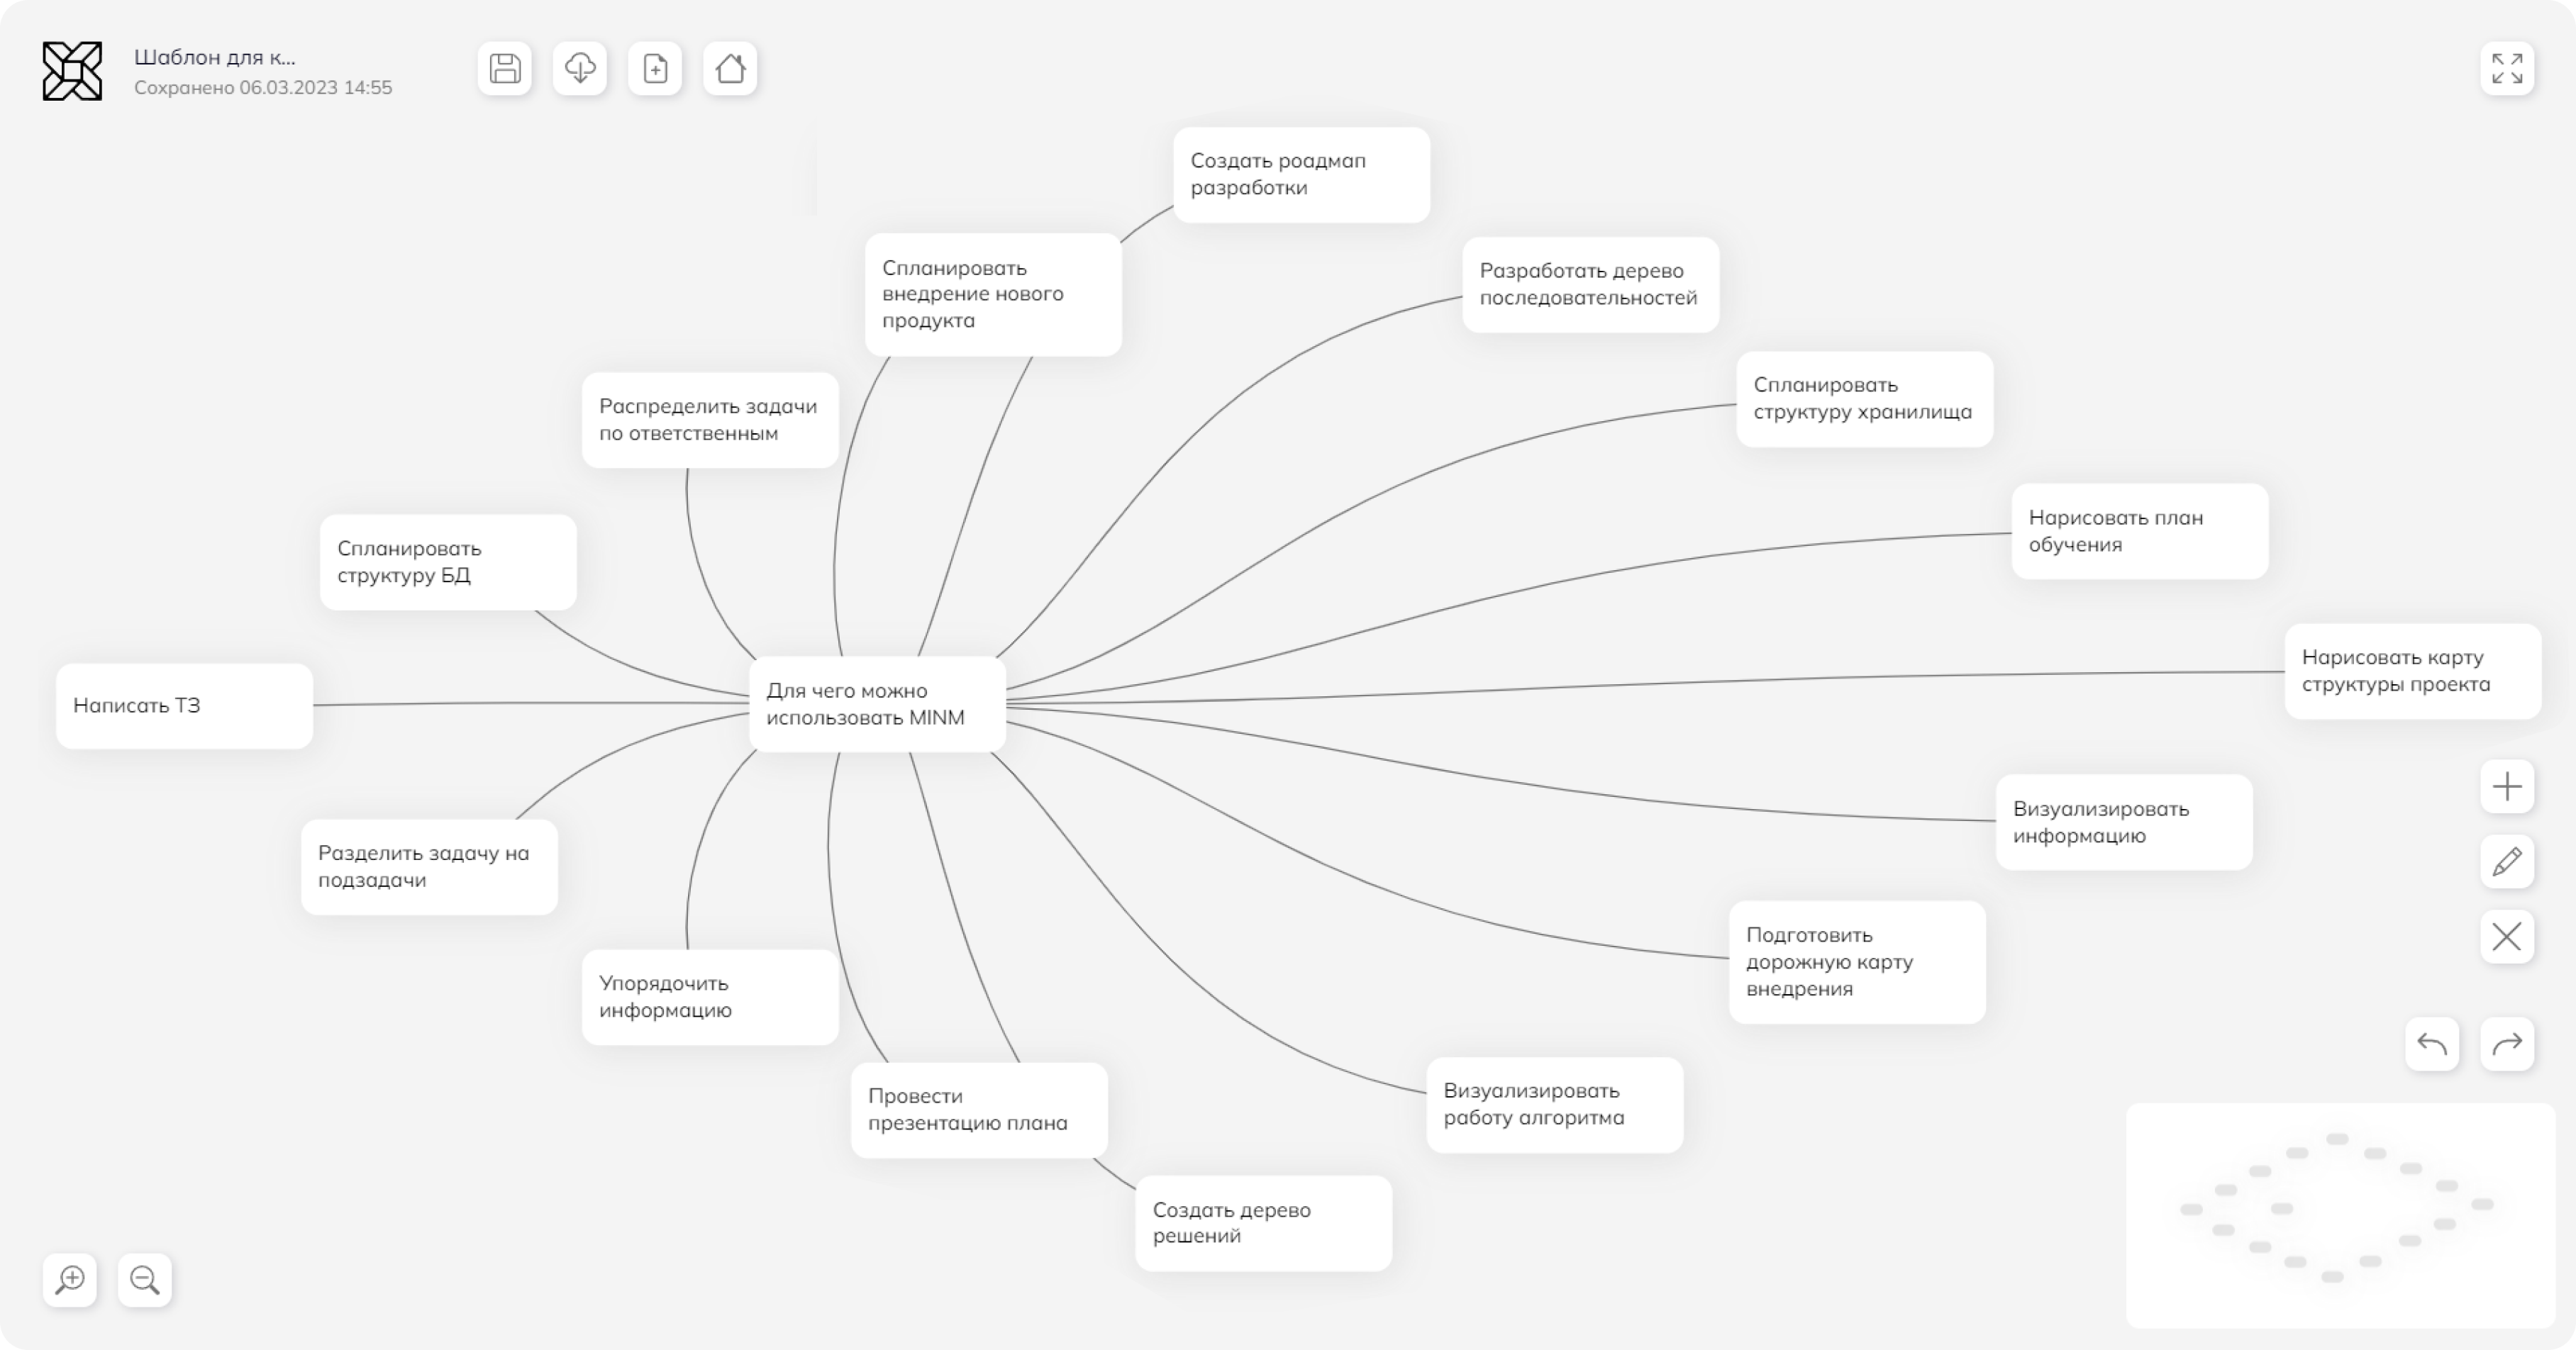 Шаблон для к...
Сохранено 06.03.2023 14:55
Создать роадмап
разработки
Спланировать
внедрение нового
продукта
Разработать дерево
последовательностей
Спланировать
структуру хранилища
Распределить задачи
по ответственным
Нарисовать план
обучения
Спланировать
структуру БД
Нарисовать карту
структуры проекта
Написать ТЗ
Для чего можно
использовать MINM
Визуализировать
информацию
Разделить задачу на
подзадачи
Подготовить
дорожную карту
внедрения
Упорядочить
информацию
Провести
презентацию плана
Визуализировать
работу алгоритма
Создать дерево
решений